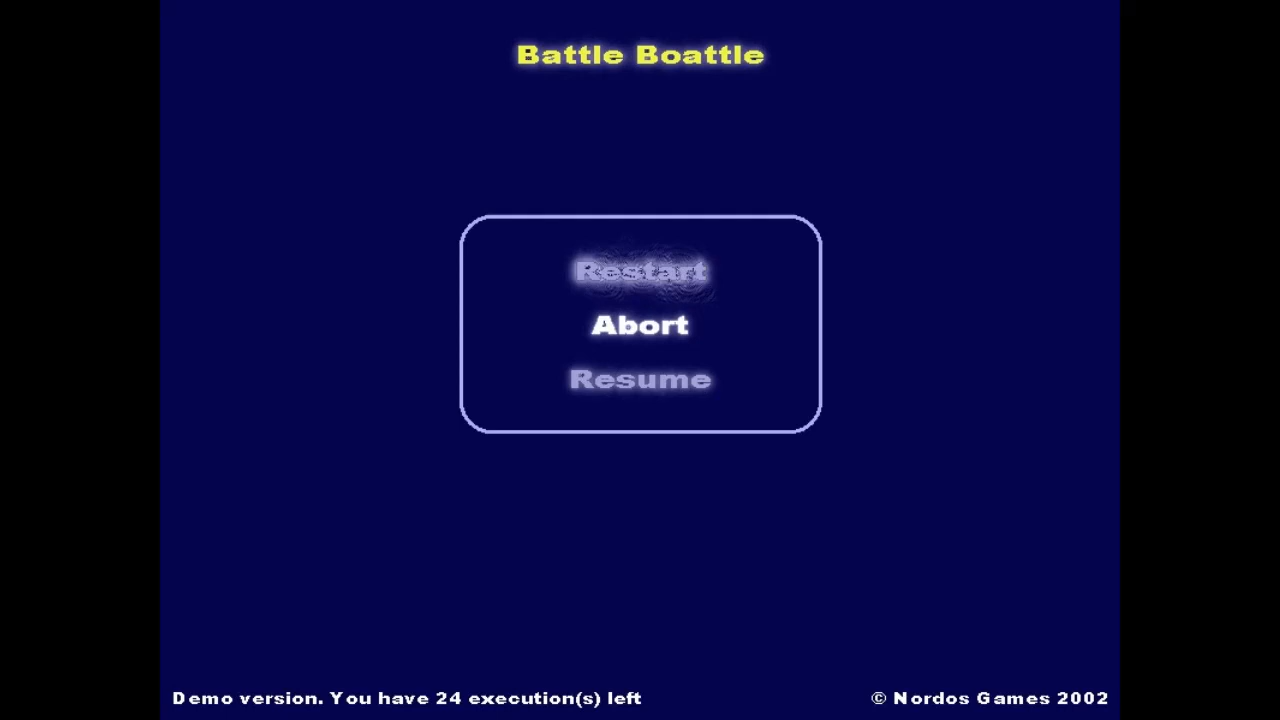 Battle Boattle
Restart
Abort
Resume
Demo version. You have 24 execution(s) left
© Nordos Games 2002